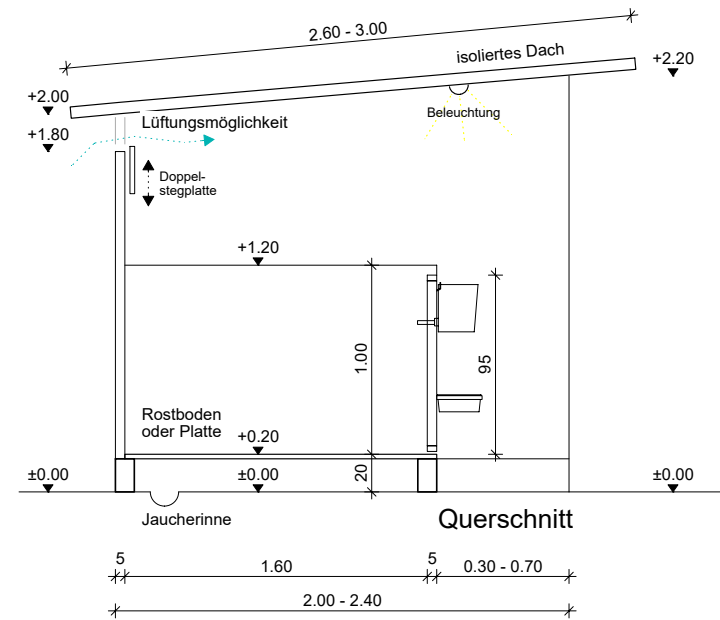 2.60 - 3.00
isoliertes Dach
+2.20
+2.00
Beleuchtung
Lüftungsmöglichkeit
+1.80
Doppel-
stegplatte
+1.20
1.00
95
Rostboden
oder Platte
+0.20
20
±0.00
±0.00
±0.00
Jaucherinne
Querschnitt
5
1.60
5
0.30 - 0.70
2.00 - 2.40